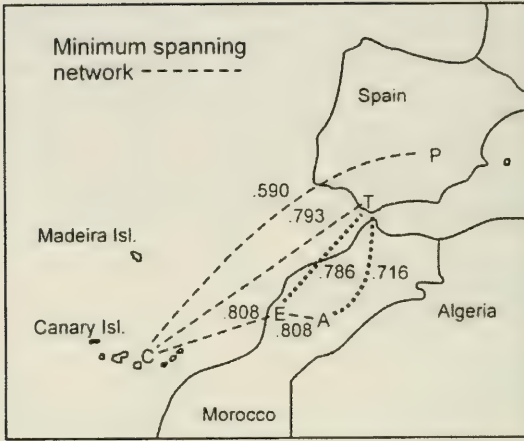 Minimum spanning
network
Spain
P
.590
T
.793
Madeira Isl.
.786
.716
Canary Isl.
.808
E
.808
A
Algeria
C
Morocco